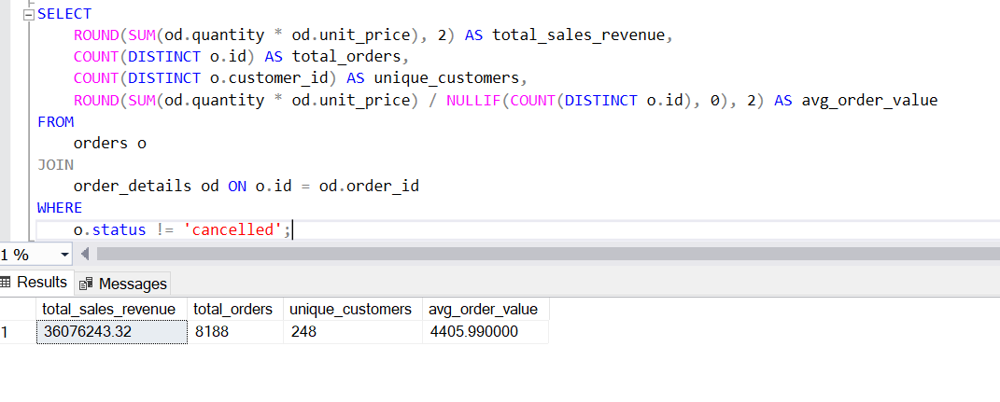 SELECT
ROUND(SUM(od.quantity * od.unit_price), 2) AS total_sales_revenue,
COUNT(DISTINCT o.id) AS total_orders,
COUNT(DISTINCT o.customer_id) AS unique_customers,
ROUND(SUM(od.quantity * od.unit_price) / NULLIF(COUNT(DISTINCT o.id), 0), 2) AS avg_order_value
FROM
orders o
JOIN
order_details od ON o.id = od.order_id
WHERE
o.status != 'cancelled';
1 %
Results Messages
total_sales_revenue total_orders unique_customers avg_order_value
1 36076243.32 8188 248 4405.990000